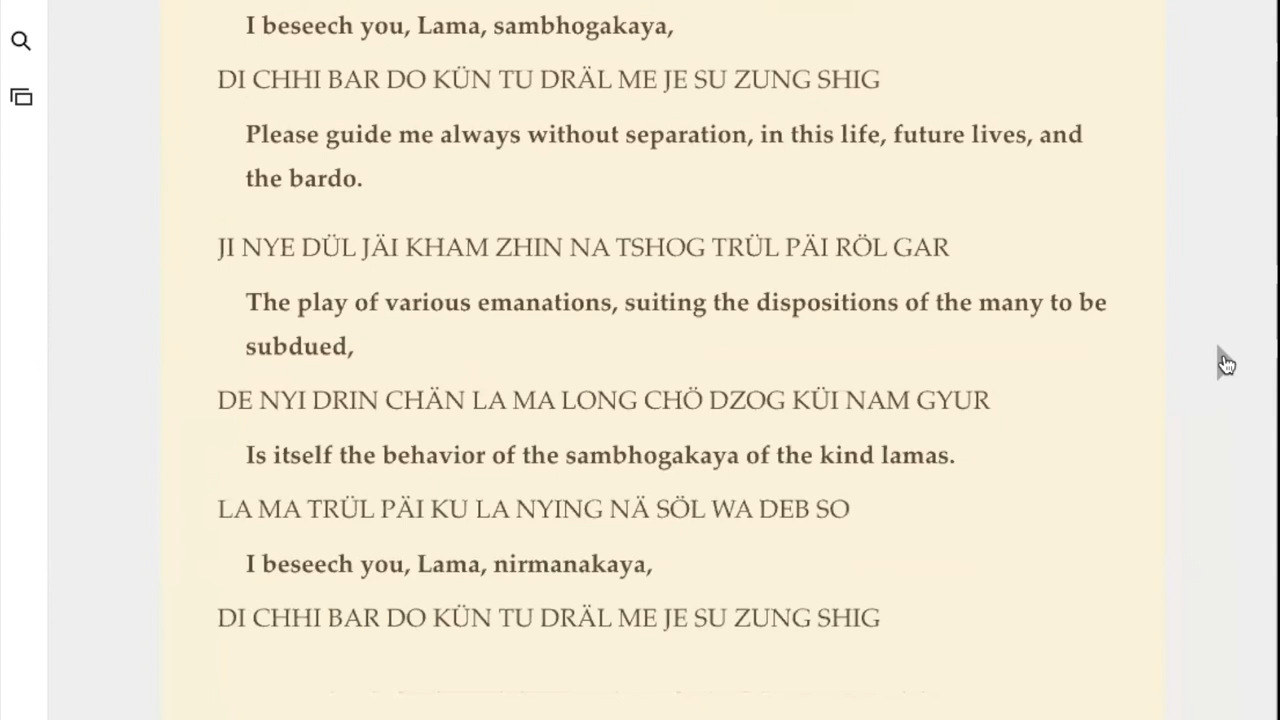 I beseech you, Lama, sambhogakaya,
DI CHHI BAR DO KÜN TU DRÄL ME JE SU ZUNG SHIG
Please guide me always without separation, in this life, future lives, and
the bardo.
JI NYE DÜL JÄI KHAM ZHIN NA TSHOG TRÜL PÄI RÖL GAR
The play of various emanations, suiting the dispositions of the many to be
subdued,
DE NYI DRIN CHÄN LA MA LONG CHÖ DZOG KÜI NAM GYUR
Is itself the behavior of the sambhogakaya of the kind lamas.
LA MA TRÜL PÄI KU LA NYING NÄ SÖL WA DEB SO
I beseech you, Lama, nirmanakaya,
DI CHHI BAR DO KÜN TU DRÄL ME JE SU ZUNG SHIG